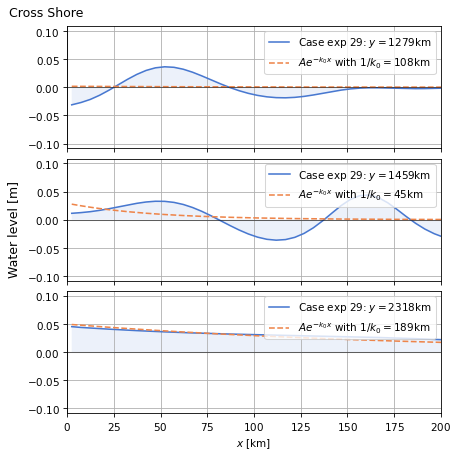 Cross Shore
Water level [m]
0.10
0.05
0.00
−0.05
−0.10
Case exp 29: y = 1279km
Ae^{−k₀x} with 1/k₀ = 108km
0.10
0.05
0.00
−0.05
−0.10
Case exp 29: y = 1459km
Ae^{−k₀x} with 1/k₀ = 45km
0.10
0.05
0.00
−0.05
−0.10
Case exp 29: y = 2318km
Ae^{−k₀x} with 1/k₀ = 189km
0 25 50 75 100 125 150 175 200
x [km]